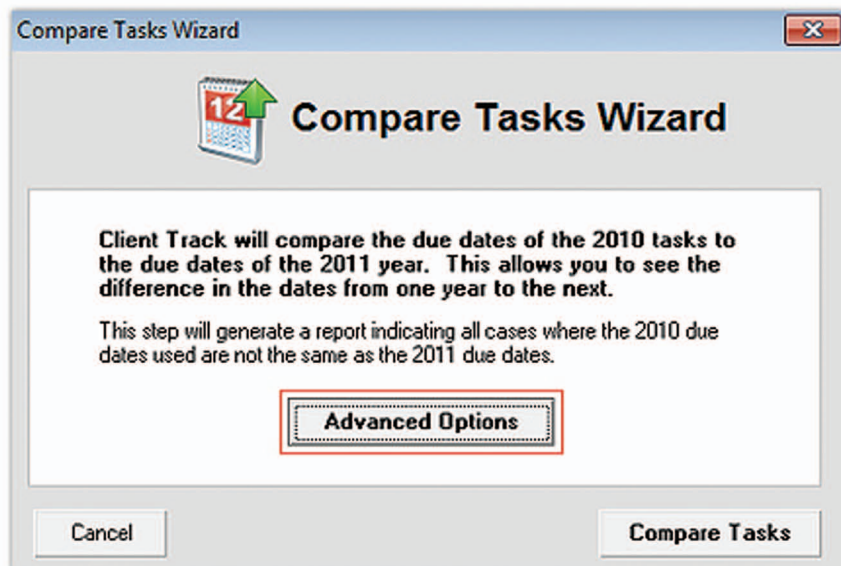 Compare Tasks Wizard
12
Compare Tasks Wizard
Client Track will compare the due dates of the 2010 tasks to
the due dates of the 2011 year. This allows you to see the
difference in the dates from one year to the next.
This step will generate a report indicating all cases where the 2010 due
dates used are not the same as the 2011 due dates.
Advanced Options
Cancel
Compare Tasks